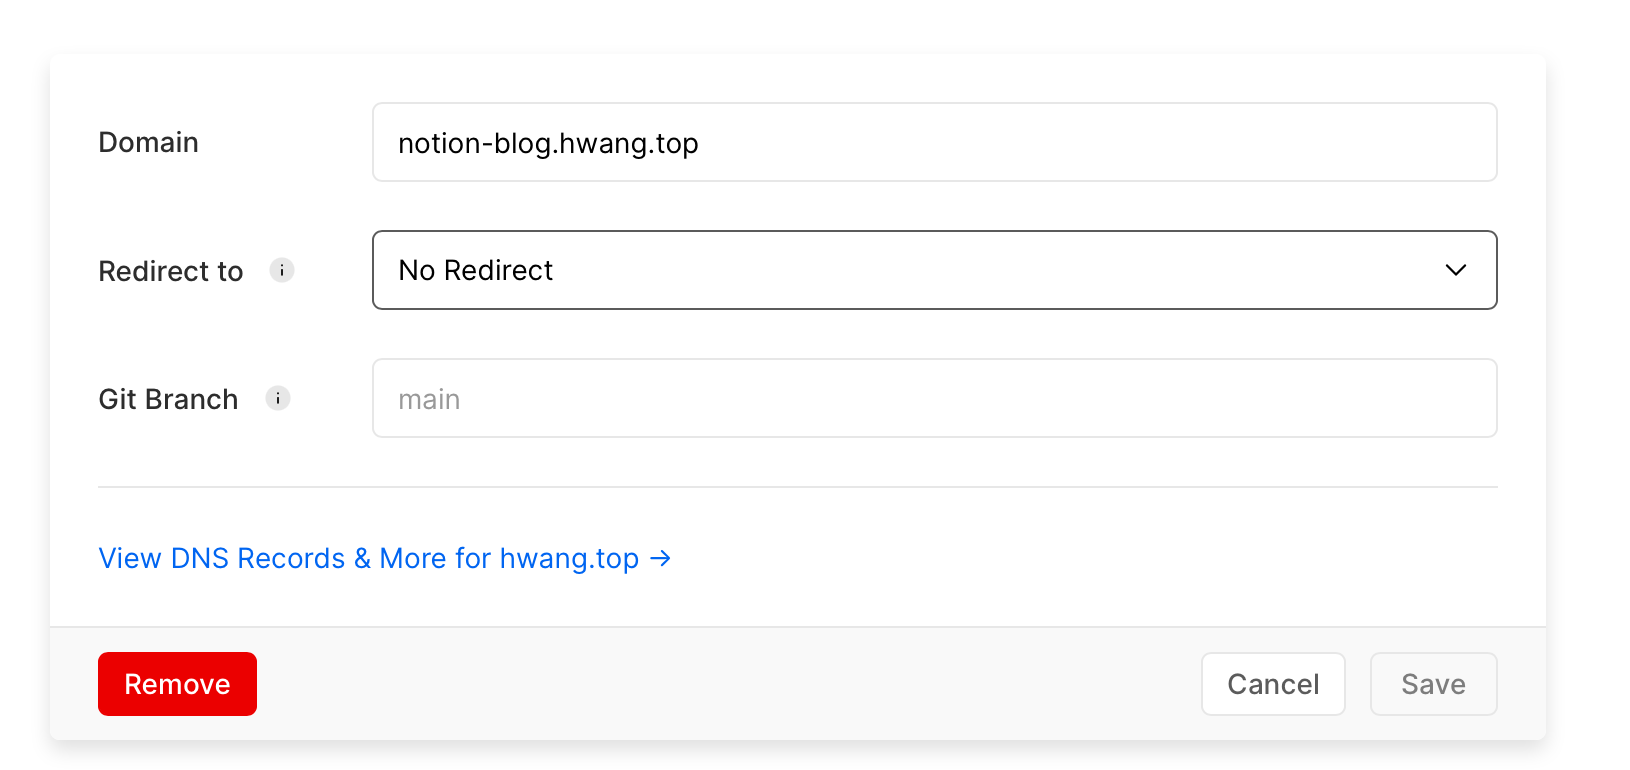 Domain
notion-blog.hwang.top
Redirect to
No Redirect
Git Branch
main
View DNS Records & More for hwang.top →
Remove
Cancel
Save